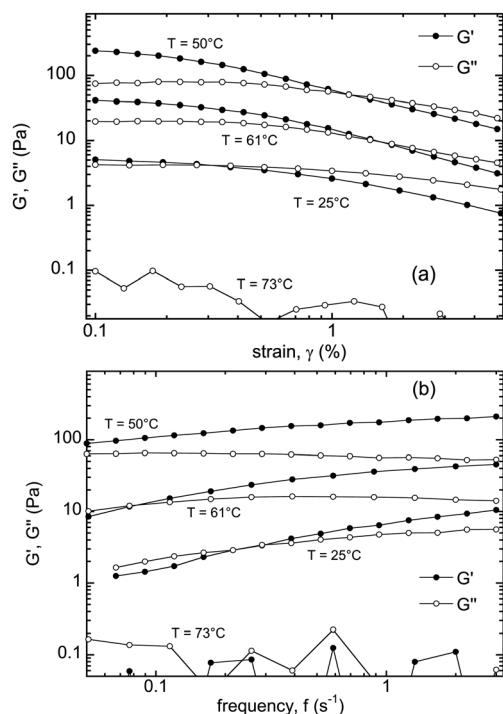 T = 50°C
G'
G"
100
10
1
0.1
G', G" (Pa)
T = 61°C
T = 25°C
T = 73°C
(a)
0.1
1
strain, γ (%)
(b)
T = 50°C
100
10
1
0.1
G', G" (Pa)
T = 61°C
T = 25°C
T = 73°C
G'
G"
0.1
1
frequency, f (s⁻¹)